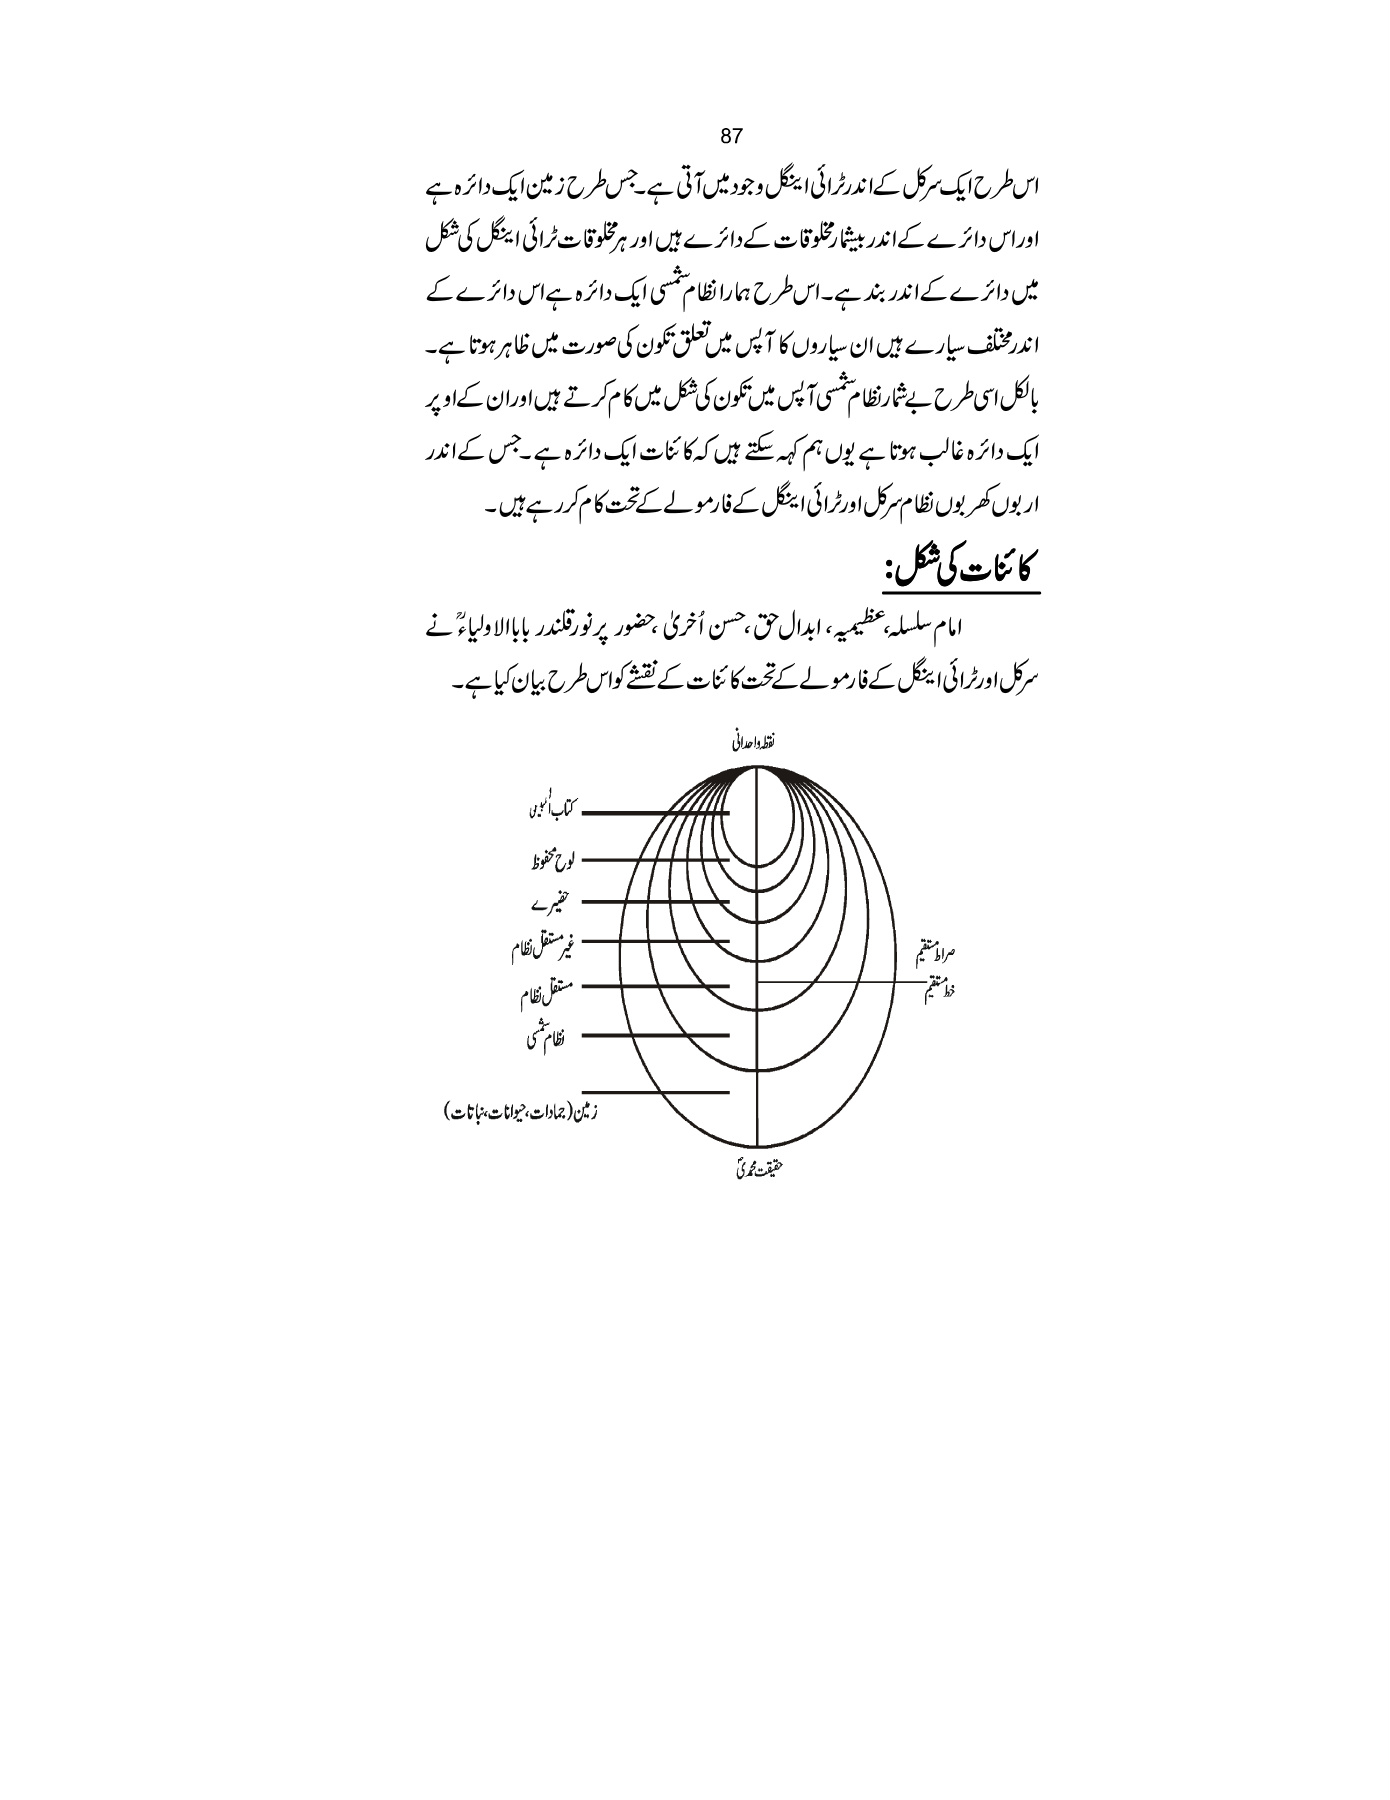 87
اس طرح ایک سرکل کے اندر ٹرائی اینگل وجود میں آتی ہے۔ جس طرح زمین ایک دائرہ ہے
اور اس دائرے کے اندر بیشمار مخلوقات کے دائرے ہیں اور ہر مخلوقات ٹرائی اینگل کی شکل
میں دائرے کے اندر بند ہے۔ اس طرح ہمارا نظام شمسی ایک دائرہ ہے اس دائرے کے
اندر مختلف سیارے ہیں ان سیاروں کا آپس میں تعلق تکون کی صورت میں ظاہر ہوتا ہے۔
بالکل اسی طرح بے شمار نظام شمسی آپس میں تکون کی شکل میں کام کرتے ہیں اور ان کے اوپر
ایک دائرہ غالب ہوتا ہے یوں ہم کہہ سکتے ہیں کہ کائنات ایک دائرہ ہے ۔ جس کے اندر
اربوں کھربوں نظام سرکل اور ٹرائی اینگل کے فارمولے کے تحت کام کر رہے ہیں ۔
کائنات کی شکل:
امام سلسلہ، عظیمیہ ، ابدال حق ، حسن اُخریٰ ، حضور پرنور قلندر بابا الاولیاءؒ نے
سرکل اور ٹرائی اینگل کے فارمولے کے تحت کائنات کے نقشے کو اس طرح بیان کیا ہے۔
نقطہ واحدانی
کتاب
لوح محفوظ
حفیرے
غیر مستقل نظام
صراط مستقیم
مستقل نظام
خط مستقیم
نظام شمسی
زمین (جمادات، حیوانات، نباتات)
حقیقت محمدیؐ